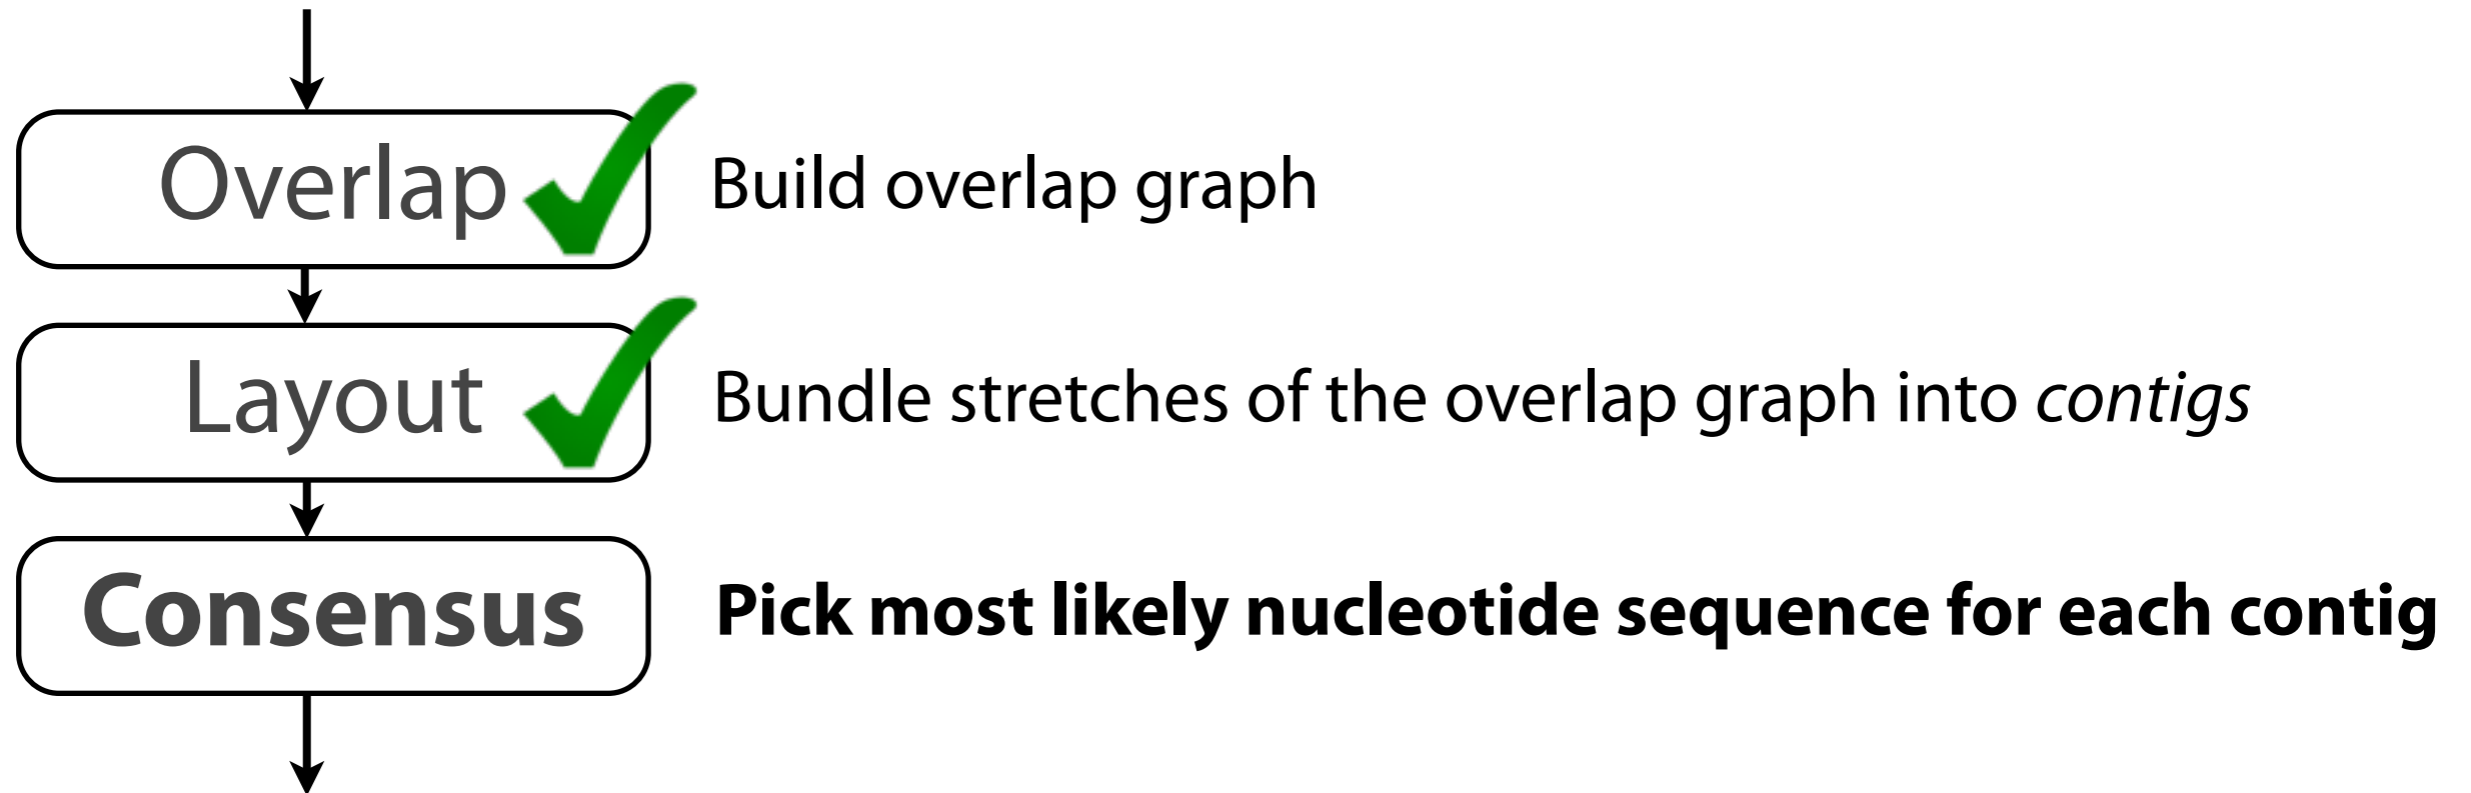 Overlap
Build overlap graph
Layout
Bundle stretches of the overlap graph into contigs
Consensus
Pick most likely nucleotide sequence for each contig